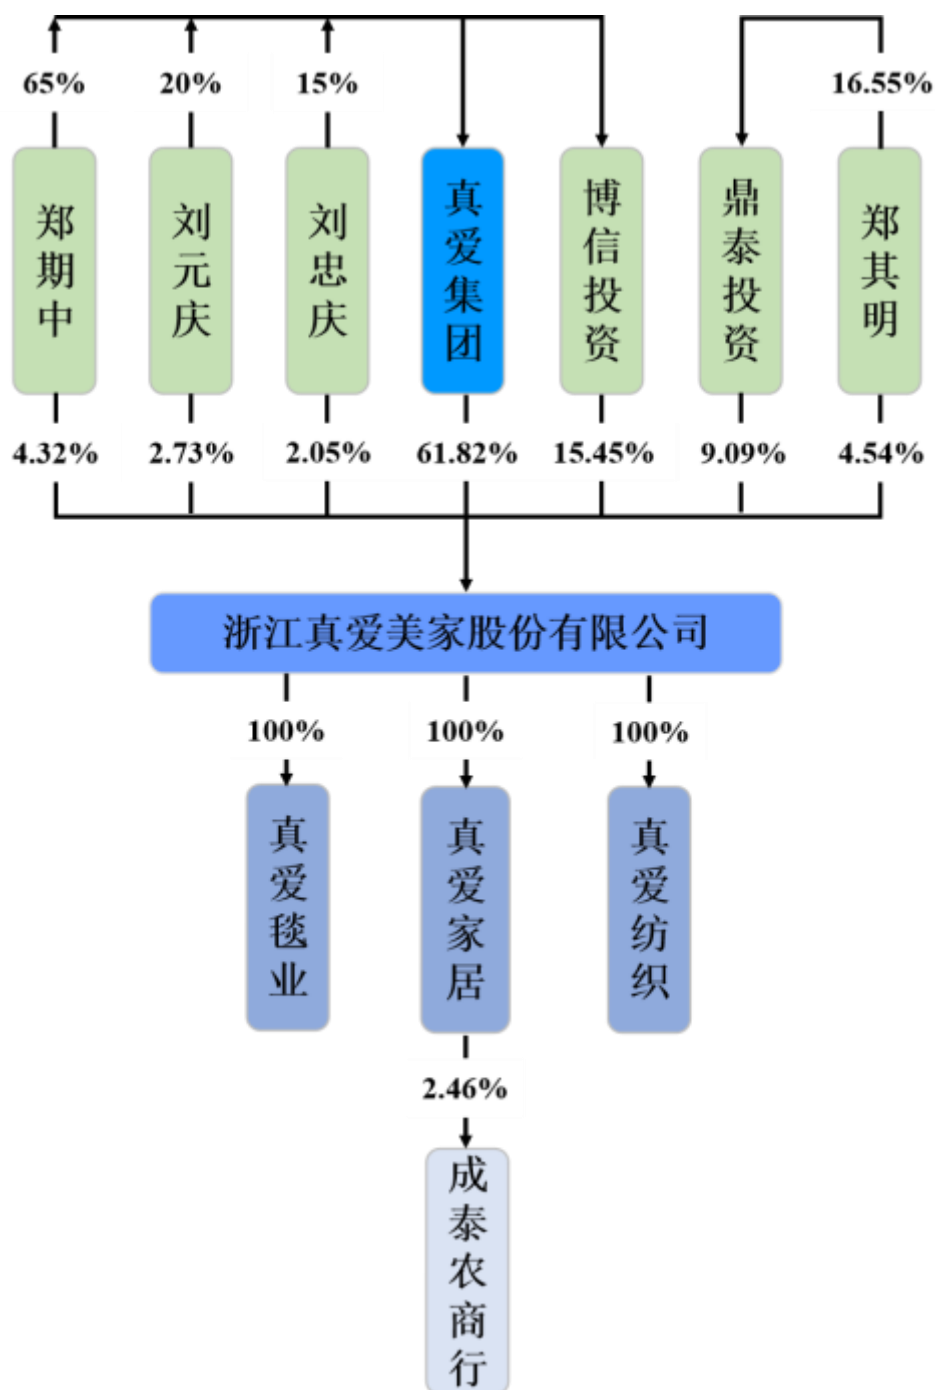 65%
20%
15%
16.55%
郑期中
刘元庆
刘忠庆
真爱集团
博信投资
鼎泰投资
郑其明
4.32%
2.73%
2.05%
61.82%
15.45%
9.09%
4.54%
浙江真爱美家股份有限公司
100%
100%
100%
真爱毯业
真爱家居
真爱纺织
2.46%
成泰农商行